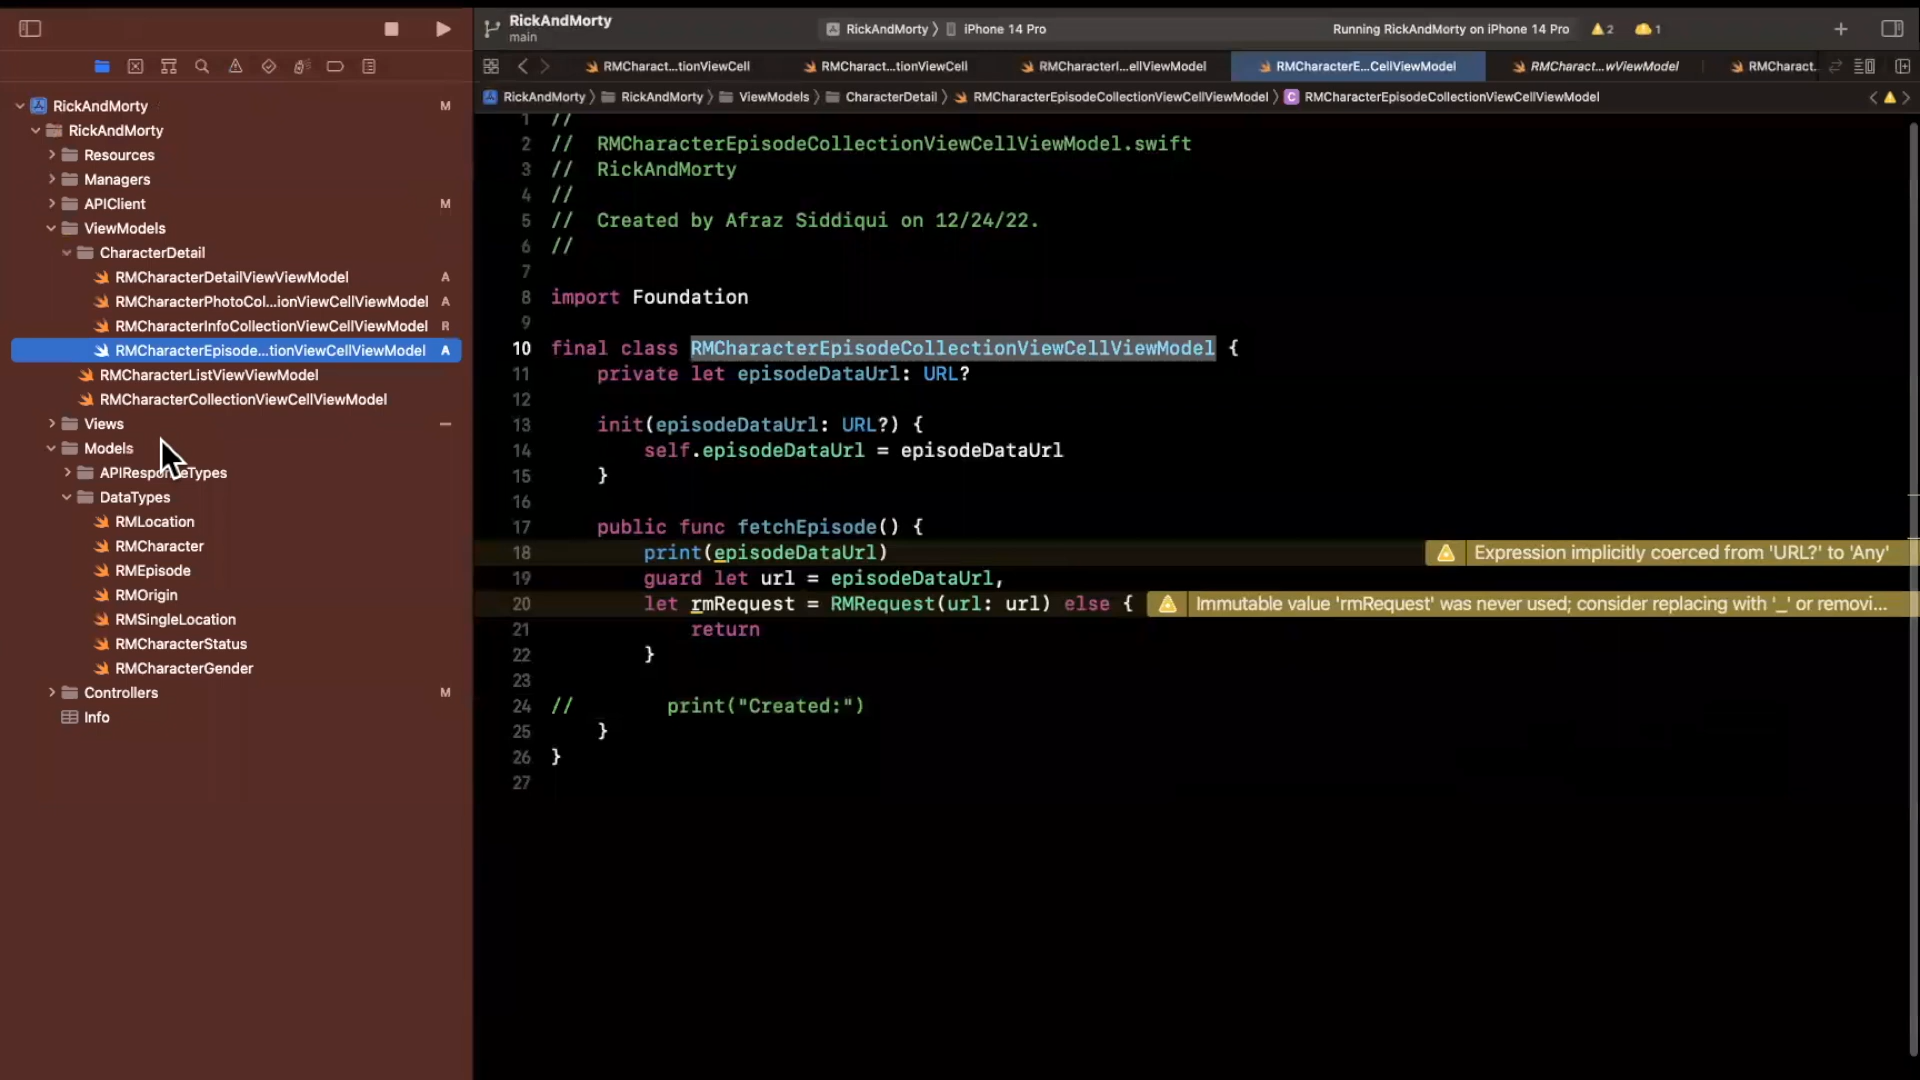 RickAndMorty
main
RickAndMorty
iPhone 14 Pro
Running RickAndMorty on iPhone 14 Pro
2
1
RMCharact...tionViewCell
RMCharact...tionViewCell
RMCharacterI...ellViewModel
RMCharacterE...CellViewModel
RMCharact...wViewModel
RMCharact.
RickAndMorty
RickAndMorty
ViewModels
CharacterDetail
RMCharacterEpisodeCollectionViewCellViewModel
C RMCharacterEpisodeCollectionViewCellViewModel
RickAndMorty M
RickAndMorty
Resources
Managers
APIClient M
ViewModels
CharacterDetail
RMCharacterDetailViewViewModel A
RMCharacterPhotoCol...ionViewCellViewModel A
RMCharacterInfoCollectionViewCellViewModel R
RMCharacterEpisode...tionViewCellViewModel A
RMCharacterListViewViewModel
RMCharacterCollectionViewCellViewModel
Views
Models
DataTypes
RMLocation
RMCharacter
RMEpisode
RMOrigin
RMSingleLocation
RMCharacterStatus
RMCharacterGender
Controllers M
Info
1 //
2 // RMCharacterEpisodeCollectionViewCellViewModel.swift
3 // RickAndMorty
4 //
5 // Created by Afraz Siddiqui on 12/24/22.
6 //
7
8 import Foundation
9
10 final class RMCharacterEpisodeCollectionViewCellViewModel {
11 private let episodeDataUrl: URL?
12
13 init(episodeDataUrl: URL?) {
14 self.episodeDataUrl = episodeDataUrl
15 }
16
17 public func fetchEpisode() {
18 print(episodeDataUrl) Expression implicitly coerced from 'URL?' to 'Any'
19 guard let url = episodeDataUrl,
20 let rmRequest = RMRequest(url: url) else { Immutable value 'rmRequest' was never used; consider replacing with '_' or removi...
21 return
22 }
23
24 // print("Created:")
25 }
26 }
27